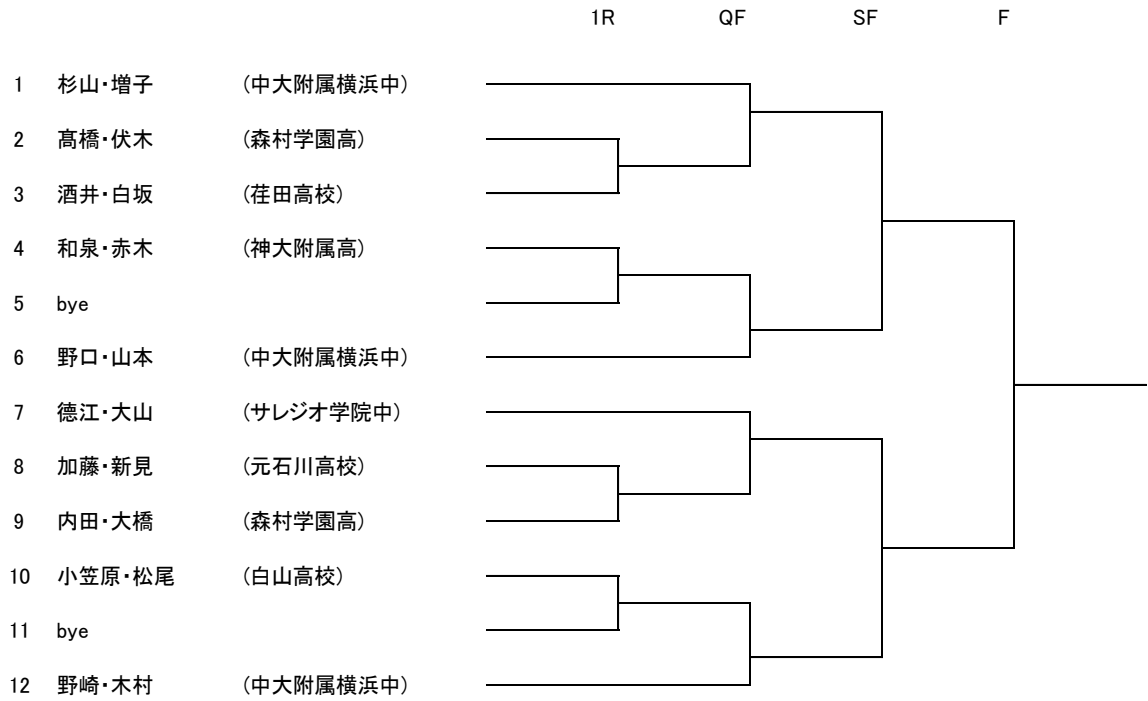 1R QF SF F
1 杉山・増子 (中大附属横浜中)
2 髙橋・伏木 (森村学園高)
3 酒井・白坂 (荏田高校)
4 和泉・赤木 (神大附属高)
5 bye
6 野口・山本 (中大附属横浜中)
7 德江・大山 (サレジオ学院中)
8 加藤・新見 (元石川高校)
9 内田・大橋 (森村学園高)
10 小笠原・松尾 (白山高校)
11 bye
12 野崎・木村 (中大附属横浜中)